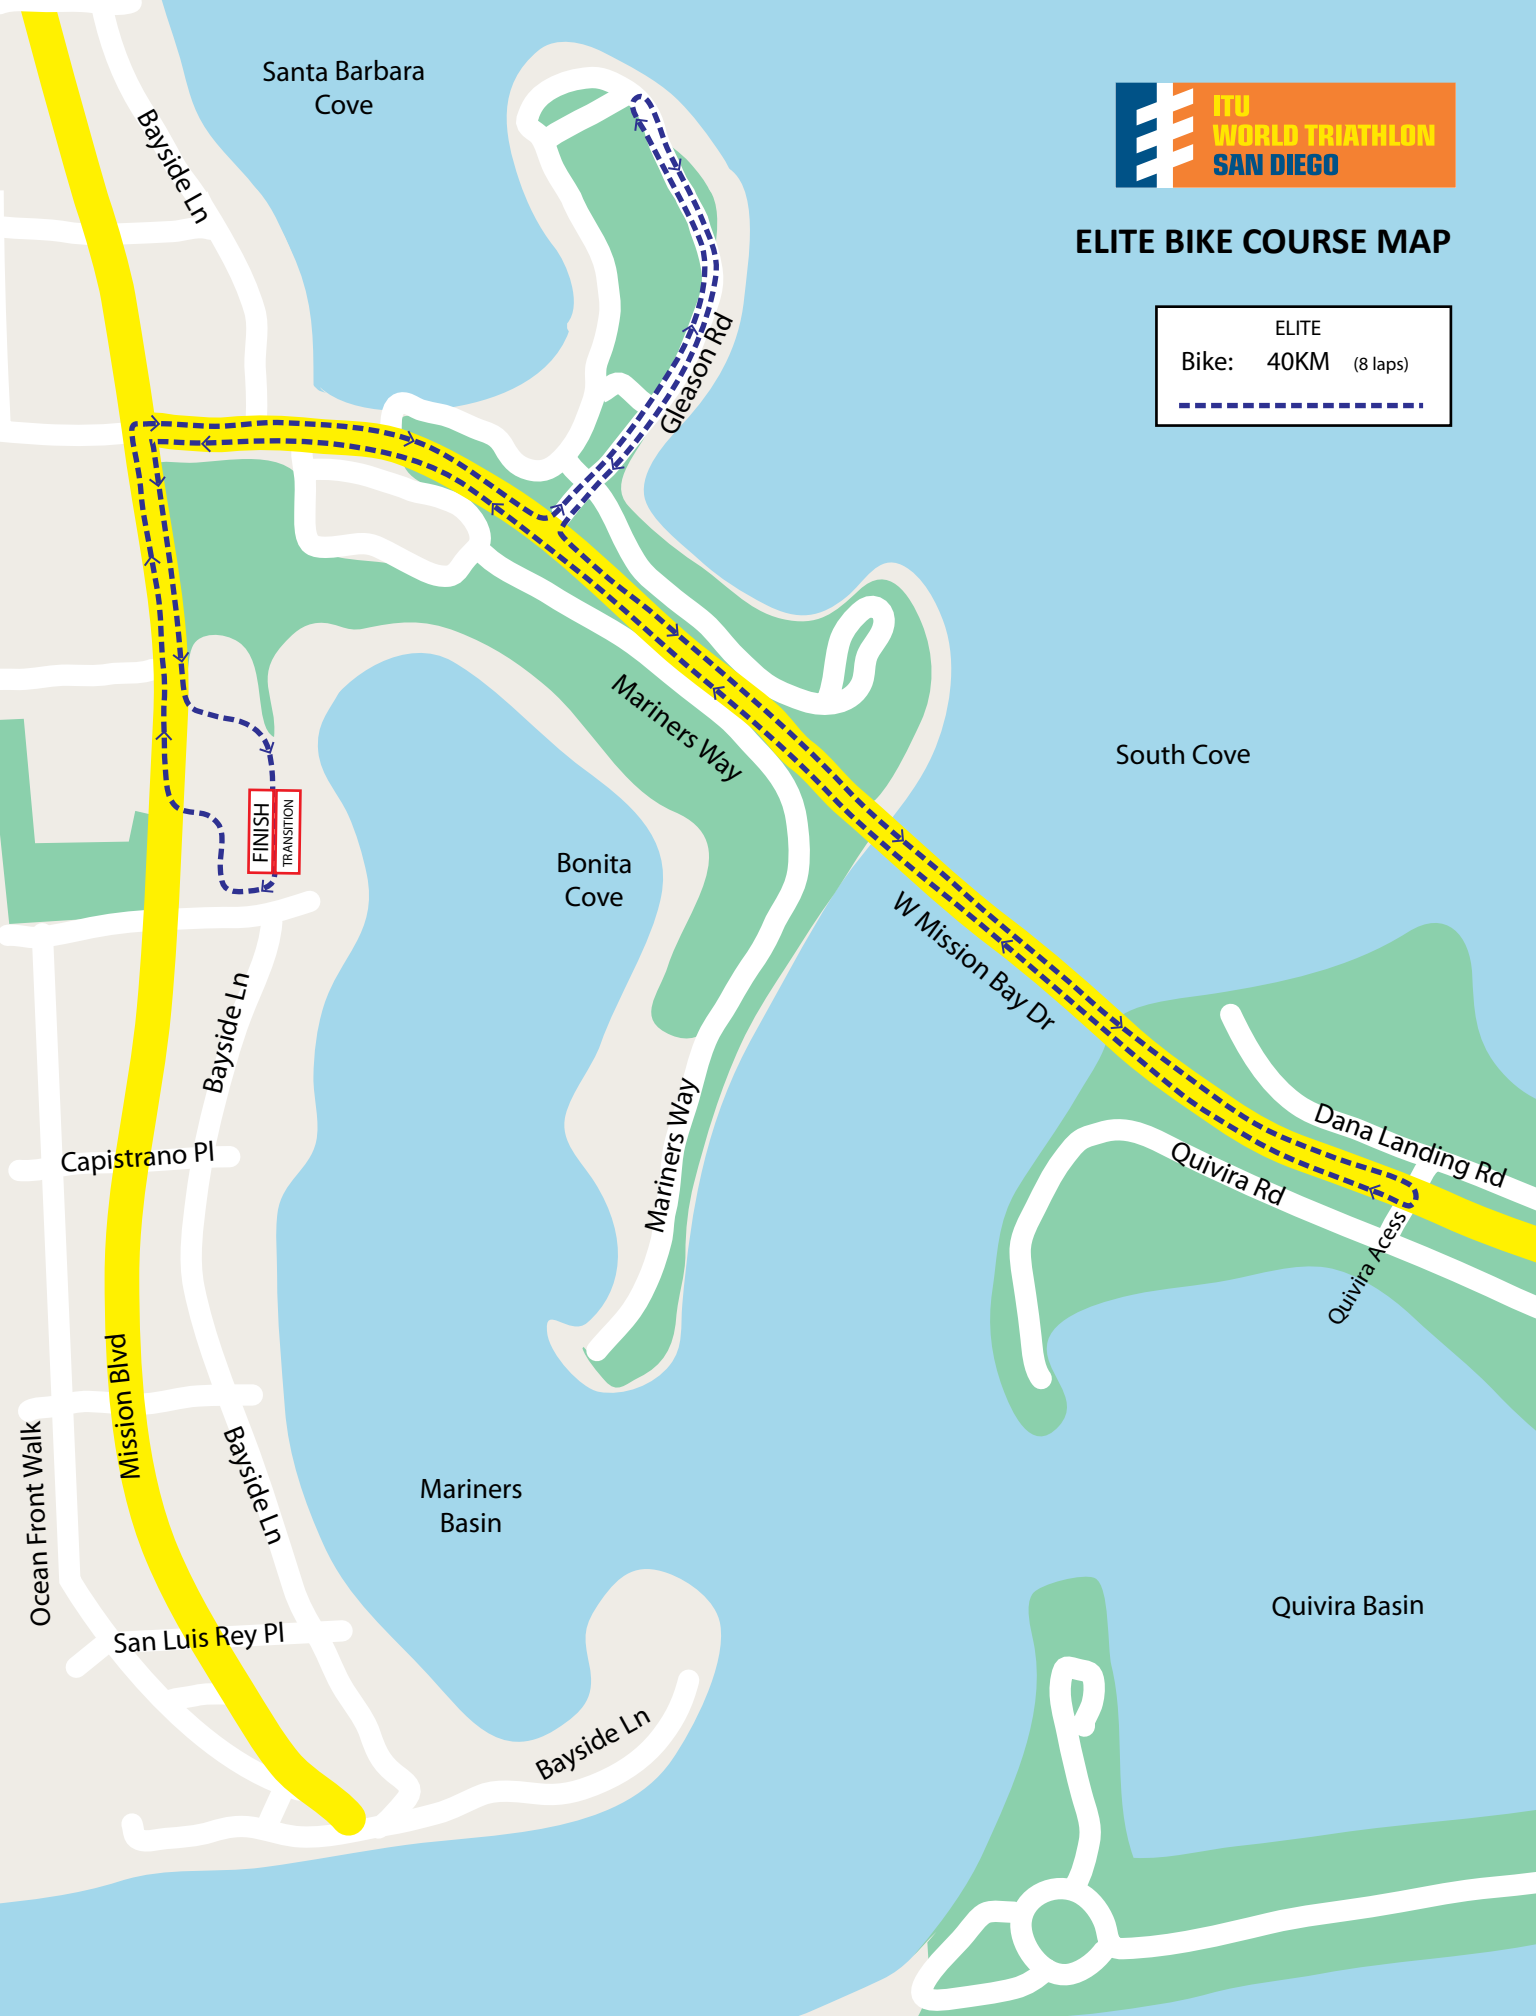 Santa Barbara
Cove
Bayside Ln
ITU
WORLD TRIATHLON
SAN DIEGO
ELITE BIKE COURSE MAP
ELITE
Bike: 40KM (8 laps)
Gleason Rd
Mariners Way
South Cove
FINISH
TRANSITION
Bonita
Cove
W Mission Bay Dr
Bayside Ln
Capistrano Pl
Mariners Way
Dana Landing Rd
Quivira Rd
Quivira Acess
Mission Blvd
Ocean Front Walk
Bayside Ln
Mariners
Basin
San Luis Rey Pl
Quivira Basin
Bayside Ln